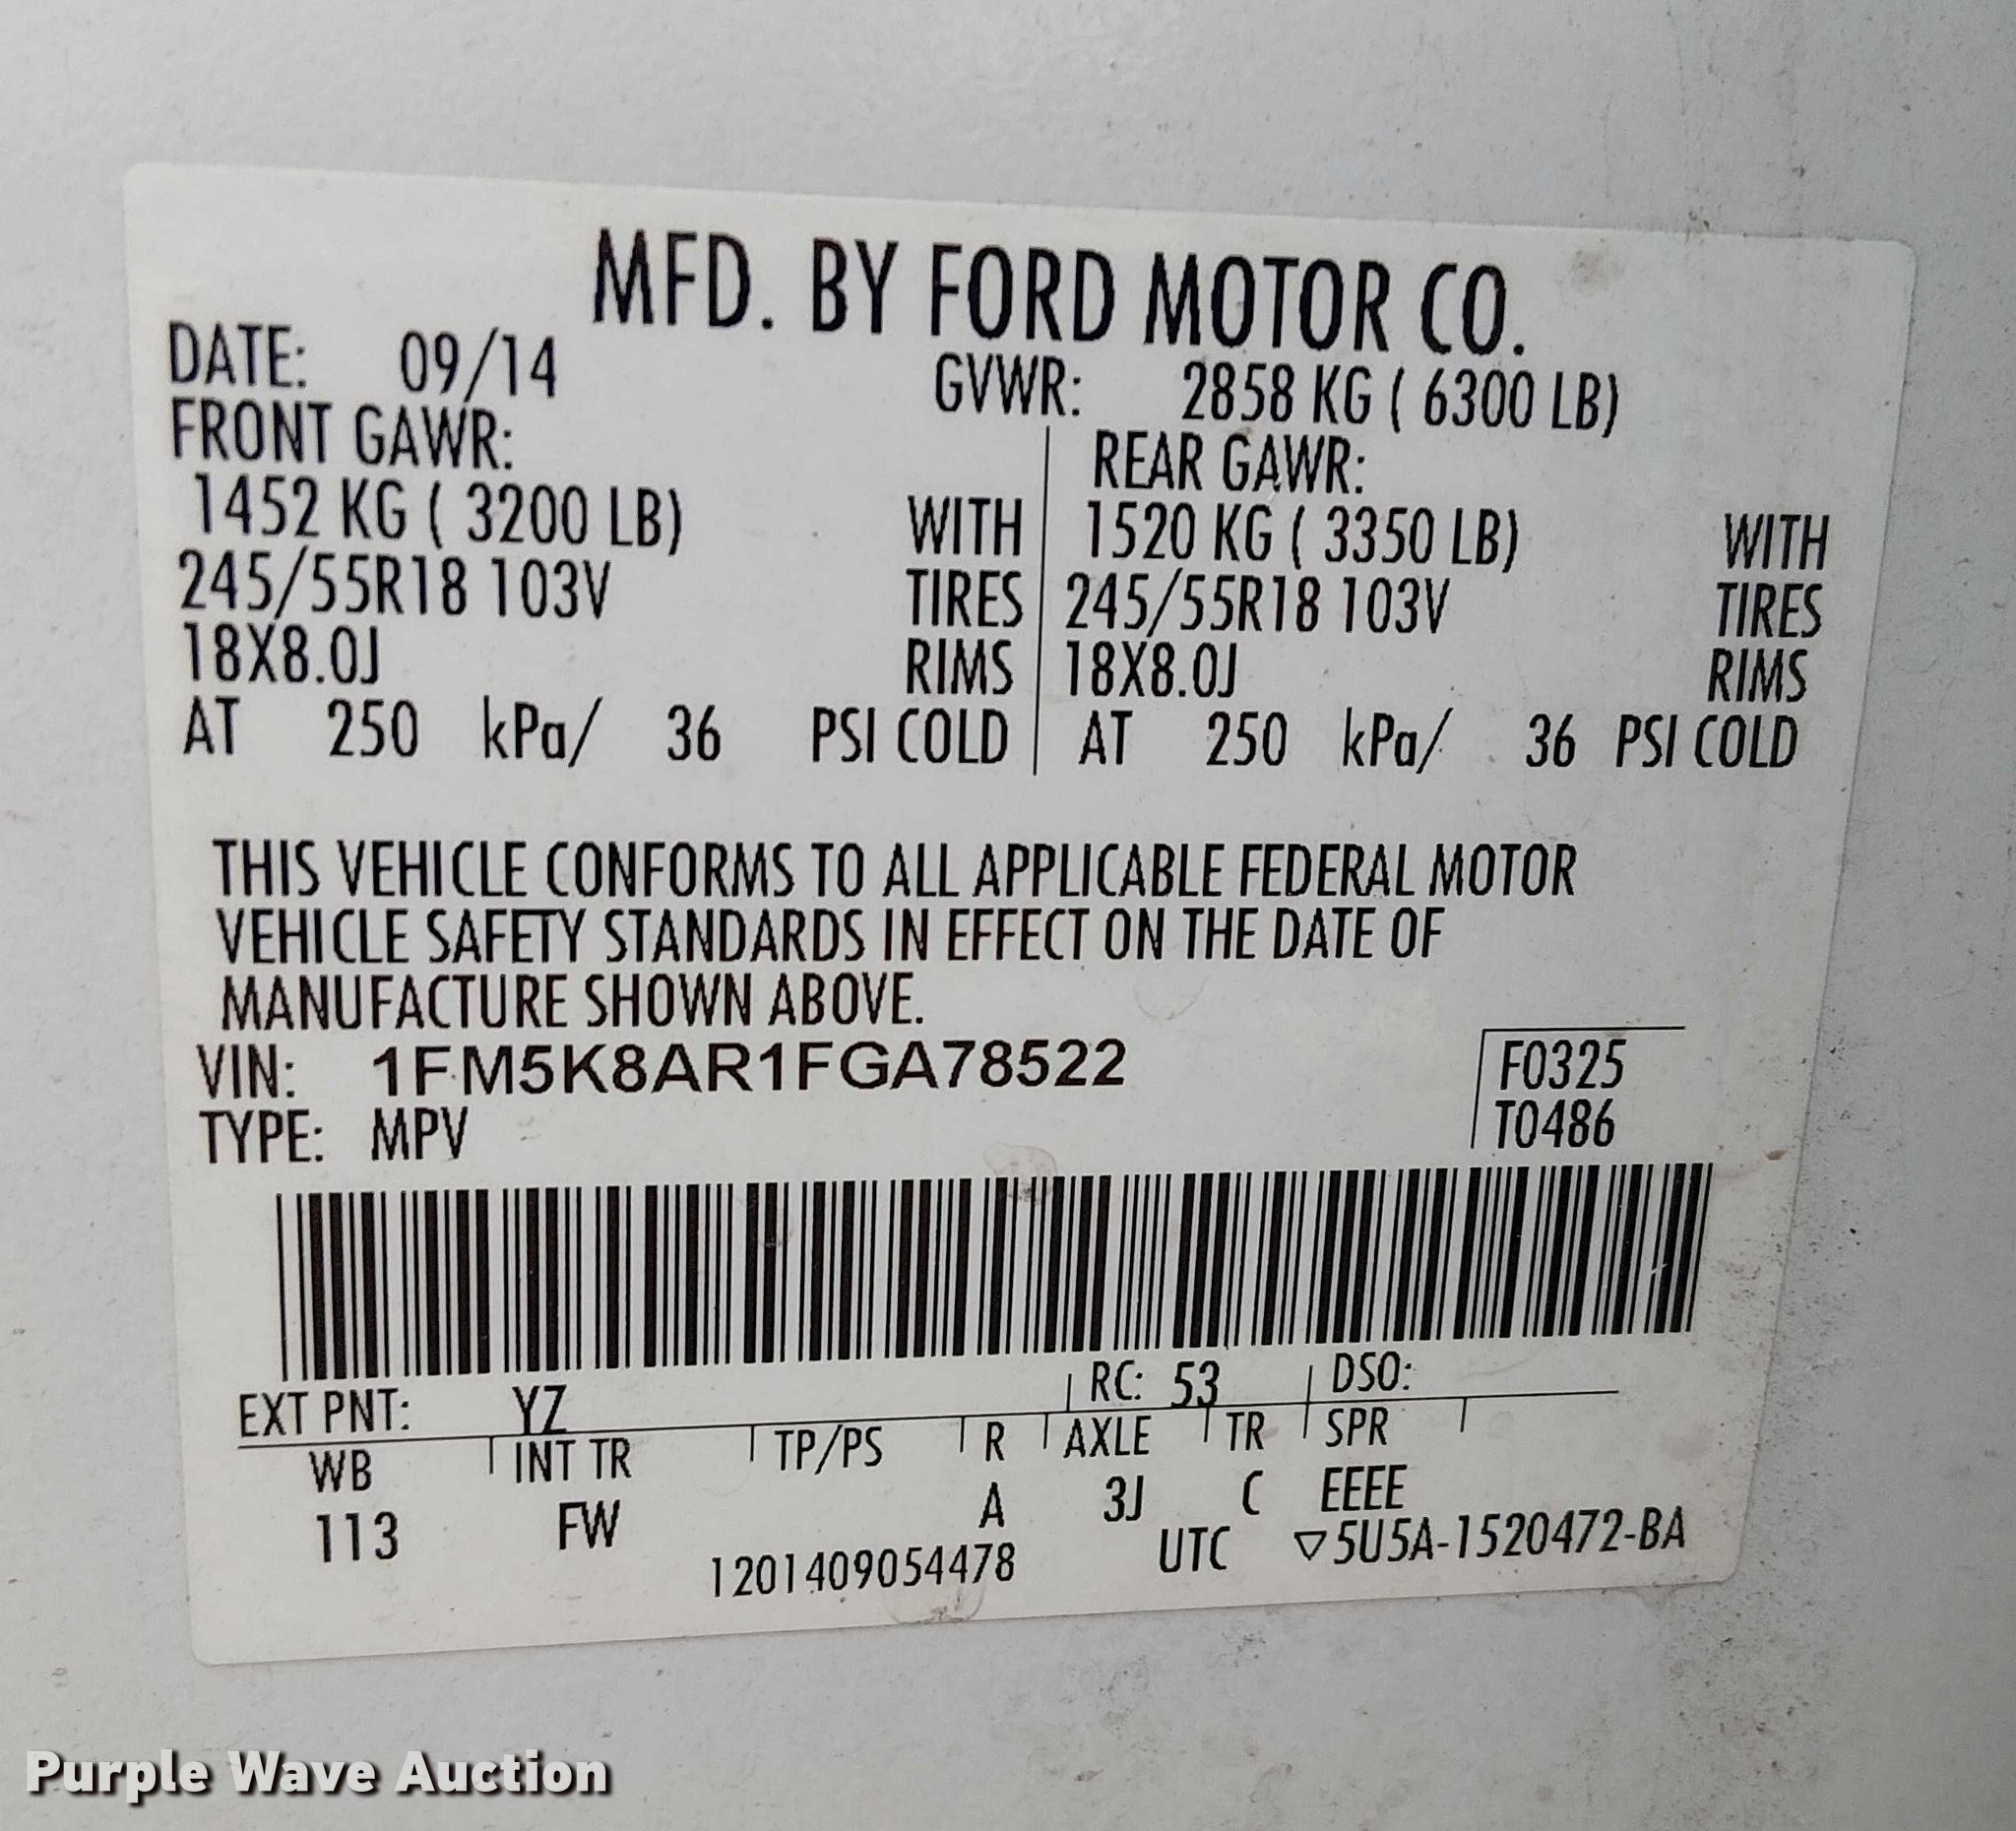 MFD. BY FORD MOTOR CO.
DATE: 09/14 GVWR: 2858 KG ( 6300 LB)
FRONT GAWR: REAR GAWR:
1452 KG ( 3200 LB) WITH 1520 KG ( 3350 LB) WITH
245/55R18 103V TIRES 245/55R18 103V TIRES
18X8.0J RIMS 18X8.0J RIMS
AT 250 kPa/ 36 PSI COLD AT 250 kPa/ 36 PSI COLD
THIS VEHICLE CONFORMS TO ALL APPLICABLE FEDERAL MOTOR
VEHICLE SAFETY STANDARDS IN EFFECT ON THE DATE OF
MANUFACTURE SHOWN ABOVE.
VIN: 1FM5K8AR1FGA78522 F0325
TYPE: MPV T0486
EXT PNT: YZ RC: 53 DSO:
WB INT TR TP/PS R AXLE TR SPR
113 FW A 3J C EEEE
1201409054478 UTC ▽5U5A-1520472-BA
Purple Wave Auction